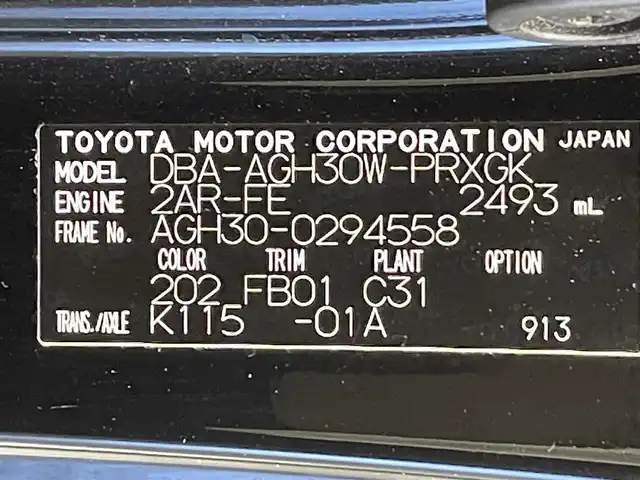 TOYOTA MOTOR CORPORATION JAPAN
MODEL DBA-AGH30W-PRXGK
ENGINE 2AR-FE 2493 mL
FRAME No. AGH30-0294558
COLOR TRIM PLANT OPTION
202 FB01 C31
TRANS./AXLE K115 -01A 913